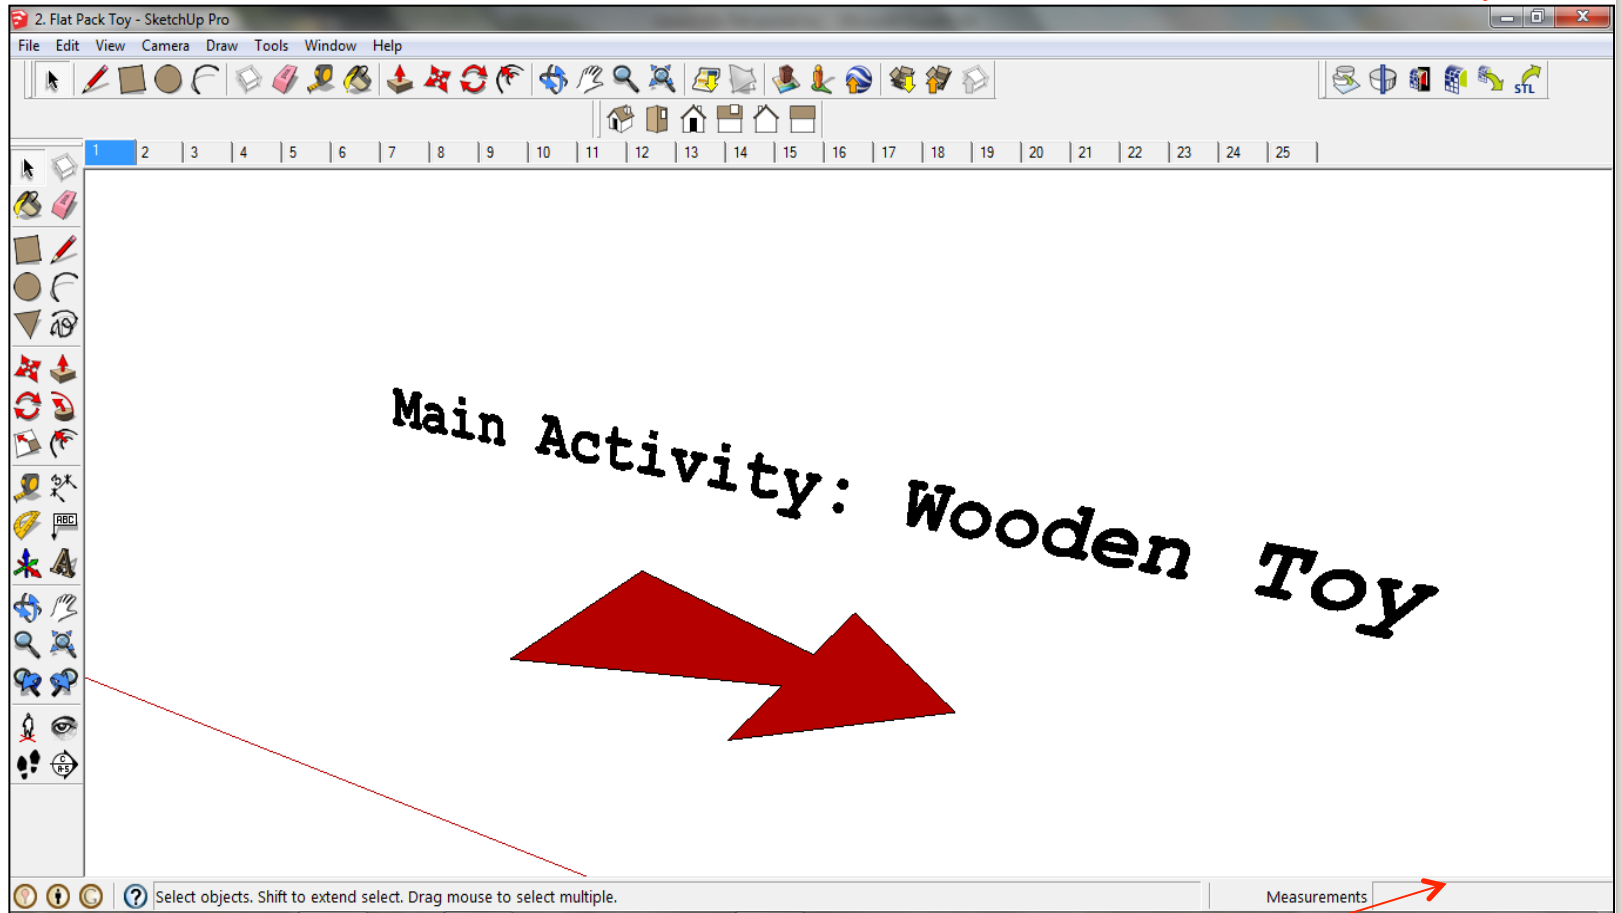 2. Flat Pack Toy - SketchUp Pro
File Edit View Camera Draw Tools Window Help
STL
1 2 3 4 5 6 7 8 9 10 11 12 13 14 15 16 17 18 19 20 21 22 23 24 25
ABC
Main Activity: Wooden Toy
Select objects. Shift to extend select. Drag mouse to select multiple.
Measurements